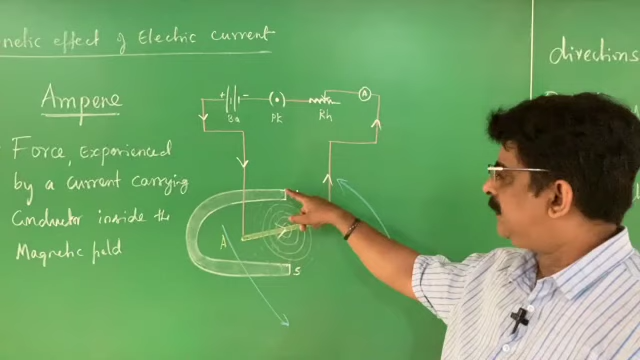 netic effect of Electric current
directions
Ampere
+ -
A
Ba
PK
Rh
Force, Experienced
by a current carrying
Conductor inside the
Magnetic field
A
S